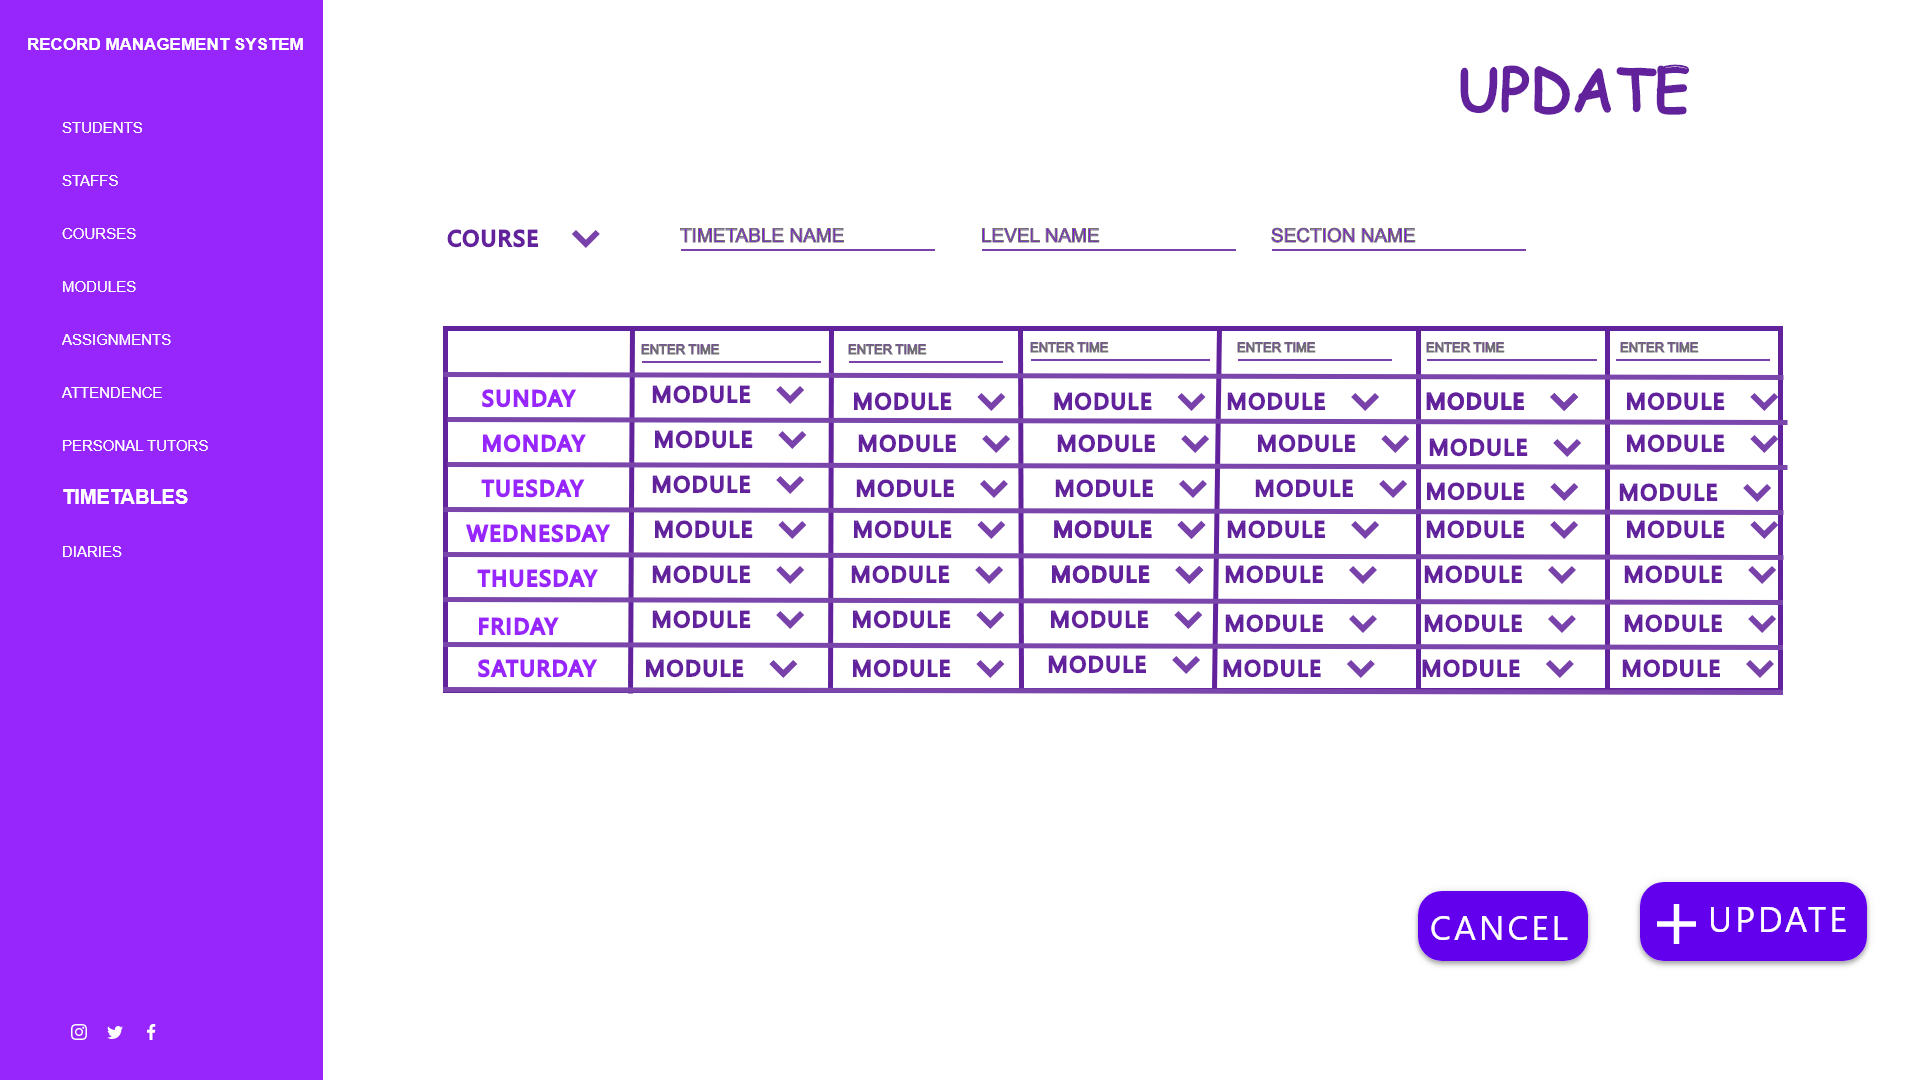 RECORD MANAGEMENT SYSTEM
STUDENTS
STAFFS
COURSES
MODULES
ASSIGNMENTS
ATTENDENCE
PERSONAL TUTORS
TIMETABLES
DIARIES
UPDATE
COURSE TIMETABLE NAME LEVEL NAME SECTION NAME
ENTER TIME ENTER TIME ENTER TIME ENTER TIME ENTER TIME ENTER TIME
SUNDAY MODULE MODULE MODULE MODULE MODULE MODULE
MONDAY MODULE MODULE MODULE MODULE MODULE MODULE
TUESDAY MODULE MODULE MODULE MODULE MODULE MODULE
WEDNESDAY MODULE MODULE MODULE MODULE MODULE MODULE
THUESDAY MODULE MODULE MODULE MODULE MODULE MODULE
FRIDAY MODULE MODULE MODULE MODULE MODULE MODULE
SATURDAY MODULE MODULE MODULE MODULE MODULE MODULE
CANCEL
+ UPDATE